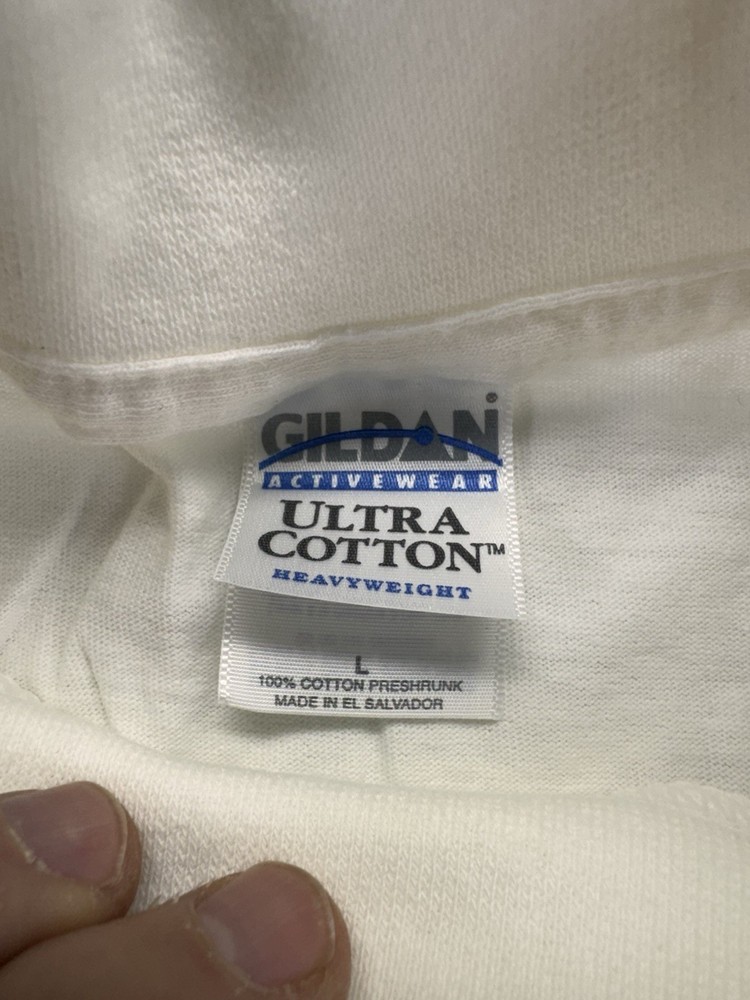 GILDAN®
ACTIVEWEAR
ULTRA
COTTON™
HEAVYWEIGHT
L
100% COTTON PRESHRUNK
MADE IN EL SALVADOR